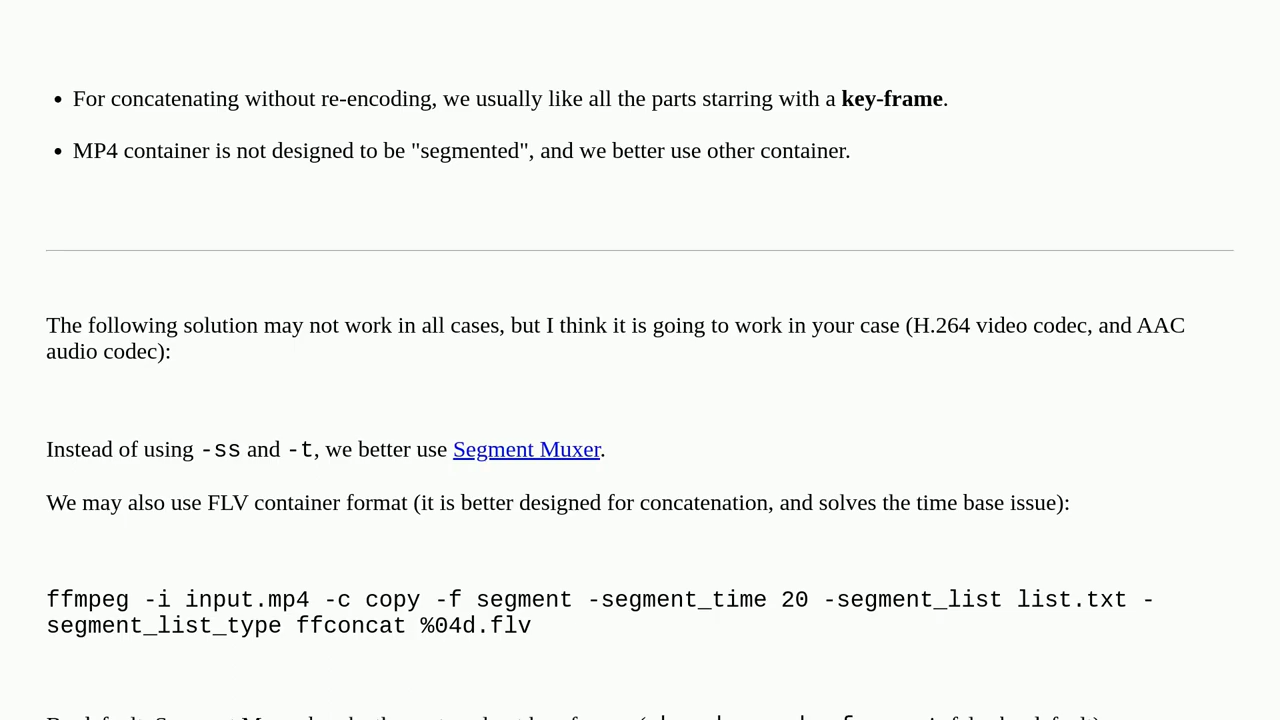 For concatenating without re-encoding, we usually like all the parts starring with a key-frame.
MP4 container is not designed to be "segmented", and we better use other container.
The following solution may not work in all cases, but I think it is going to work in your case (H.264 video codec, and AAC
audio codec):
Instead of using -ss and -t, we better use Segment Muxer.
We may also use FLV container format (it is better designed for concatenation, and solves the time base issue):
ffmpeg -i input.mp4 -c copy -f segment -segment_time 20 -segment_list list.txt -
segment_list_type ffconcat %04d.flv